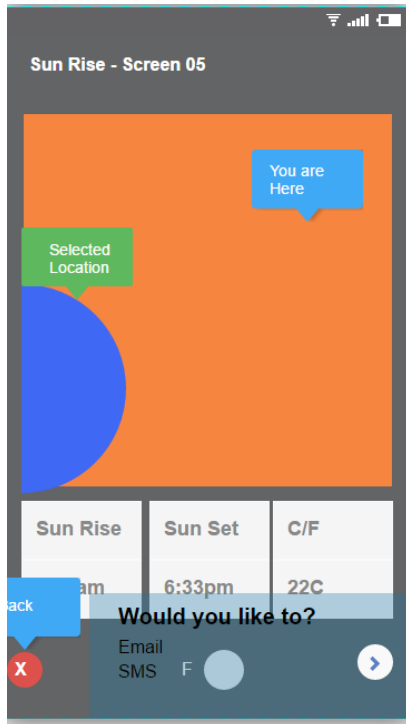 Sun Rise - Screen 05
You are
Here
Selected
Location
Sun Rise
Sun Set
C/F
am
6:33pm
22C
Would you like to?
Email
SMS
F
X